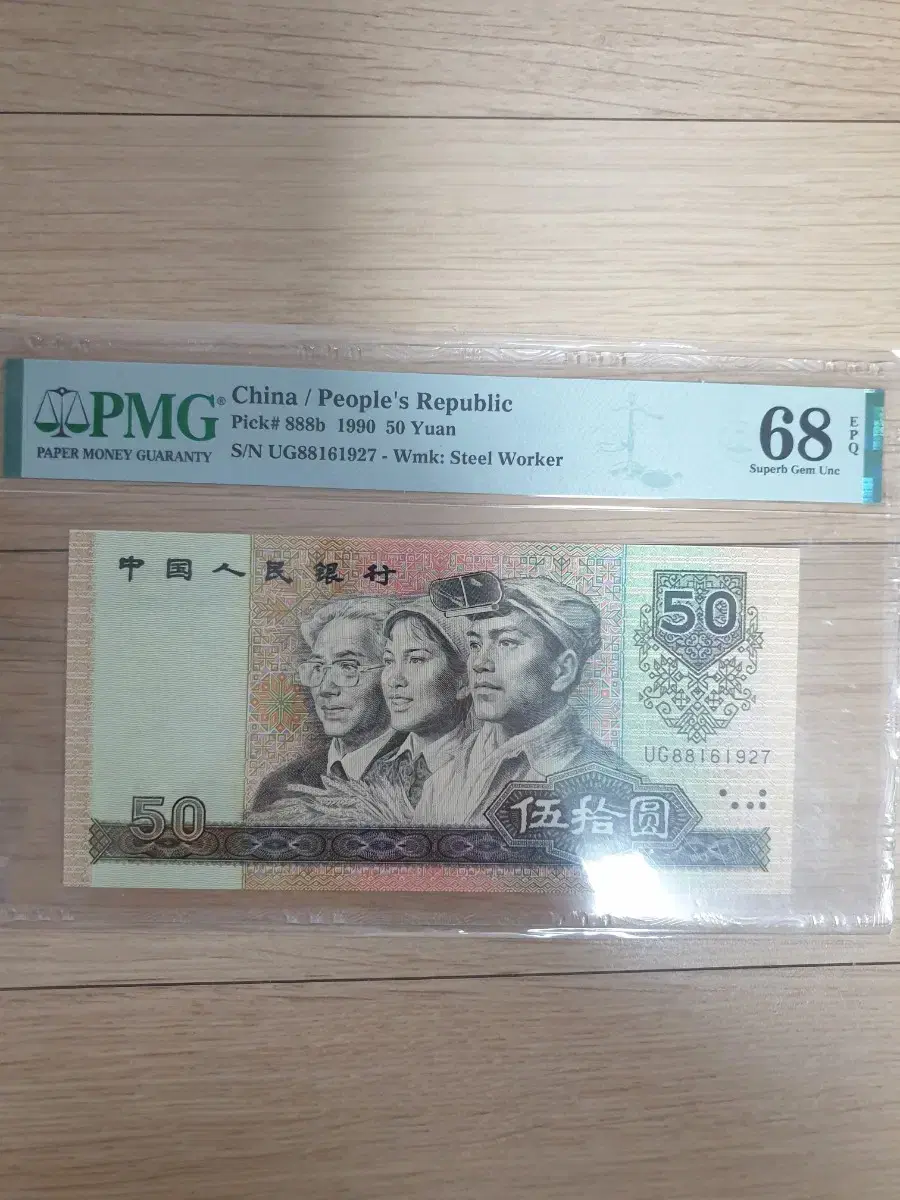 PMG®
PAPER MONEY GUARANTY
China / People's Republic
Pick# 888b 1990 50 Yuan
S/N UG88161927 - Wmk: Steel Worker
68
EPQ
Superb Gem Unc
中国人民银行
50
UG88161927
50
伍拾圆